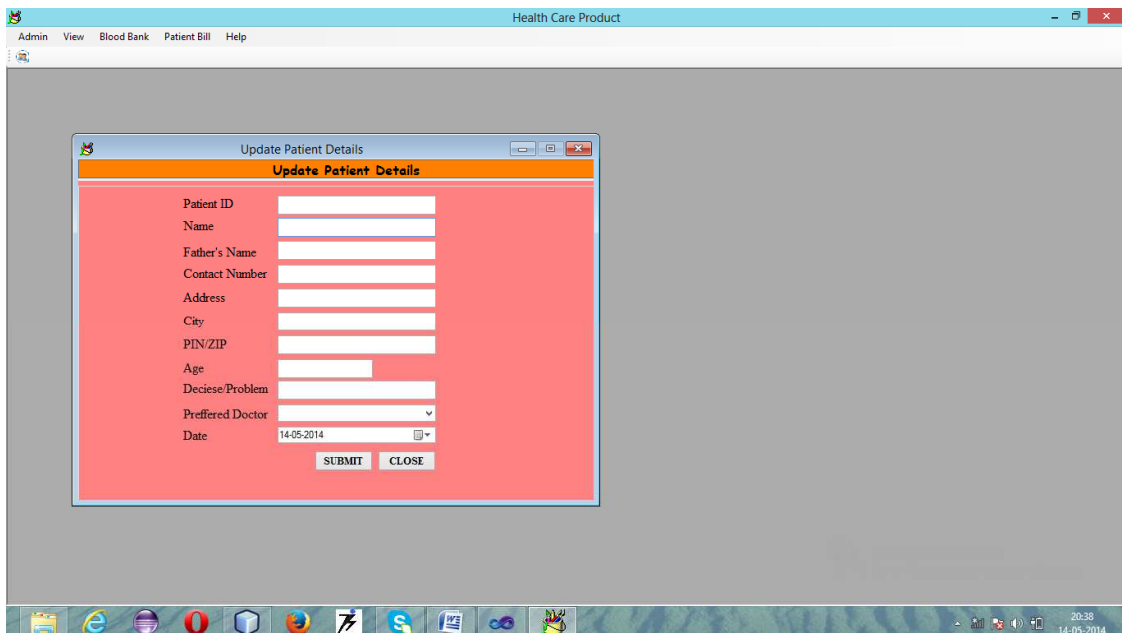 Health Care Product
Admin View Blood Bank Patient Bill Help
Update Patient Details
Update Patient Details
Patient ID
Name
Father's Name
Contact Number
Address
City
PIN/ZIP
Age
Deciese/Problem
Preffered Doctor
Date 14-05-2014
SUBMIT CLOSE
20:38
14-05-2014